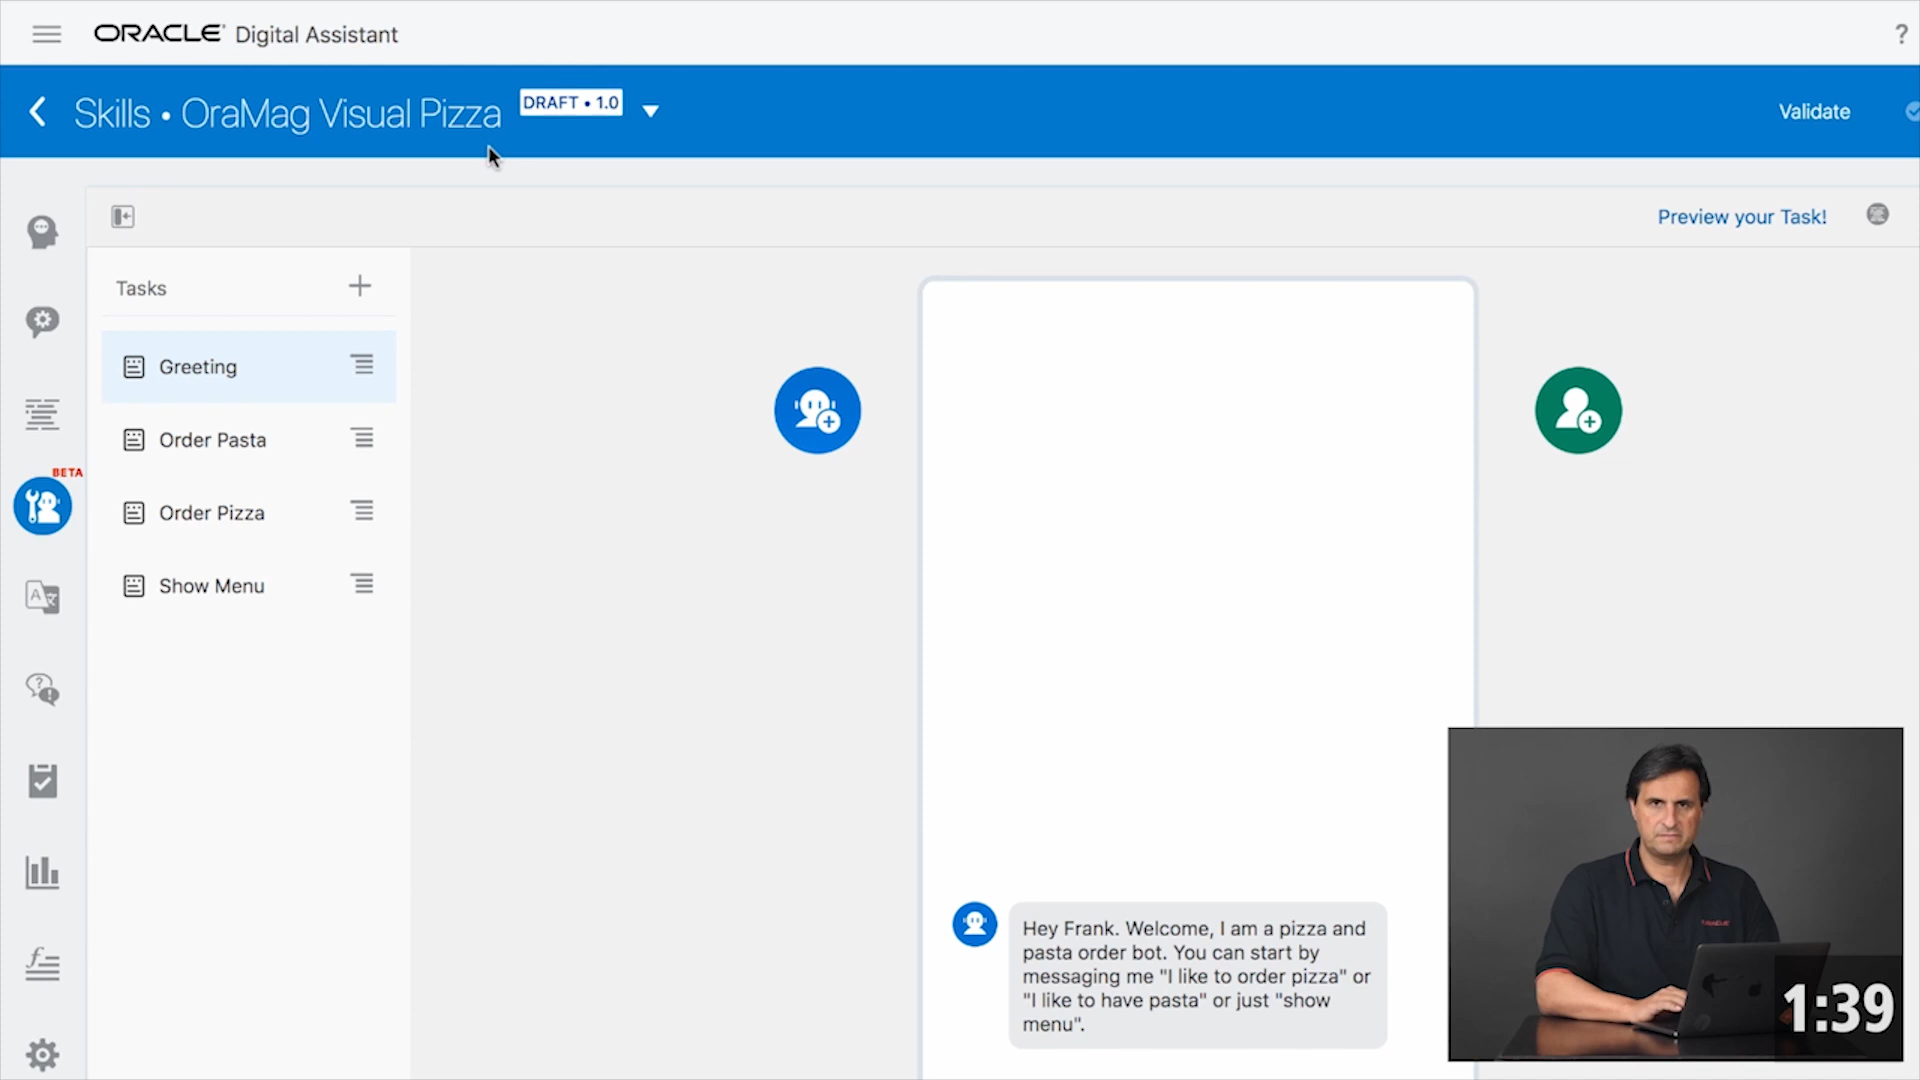 ORACLE Digital Assistant
?
Skills • OraMag Visual Pizza
DRAFT • 1.0
Validate
Preview your Task!
Tasks
Greeting
Order Pasta
BETA
Order Pizza
Show Menu
Hey Frank. Welcome, I am a pizza and
pasta order bot. You can start by
messaging me "I like to order pizza" or
"I like to have pasta" or just "show
menu".
ORACLE
1:39